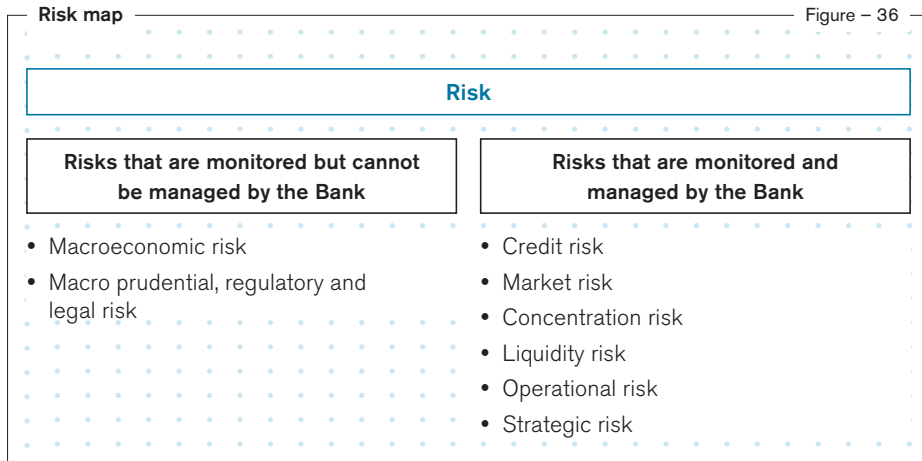 Risk map
Figure – 36
Risk
Risks that are monitored but cannot
be managed by the Bank
• Macroeconomic risk
• Macro prudential, regulatory and
legal risk
Risks that are monitored and
managed by the Bank
• Credit risk
• Market risk
• Concentration risk
• Liquidity risk
• Operational risk
• Strategic risk